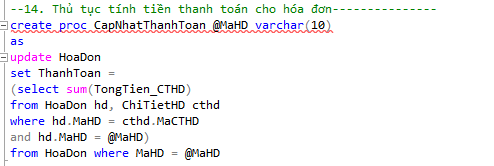 --14. Thủ tục tính tiền thanh toán cho hóa đơn---------------
create proc CapNhatThanhToan @MaHD varchar(10)
as
update HoaDon
set ThanhToan =
(select sum(TongTien_CTHD)
from HoaDon hd, ChiTietHD cthd
where hd.MaHD = cthd.MaCTHD
and hd.MaHD = @MaHD)
from HoaDon where MaHD = @MaHD